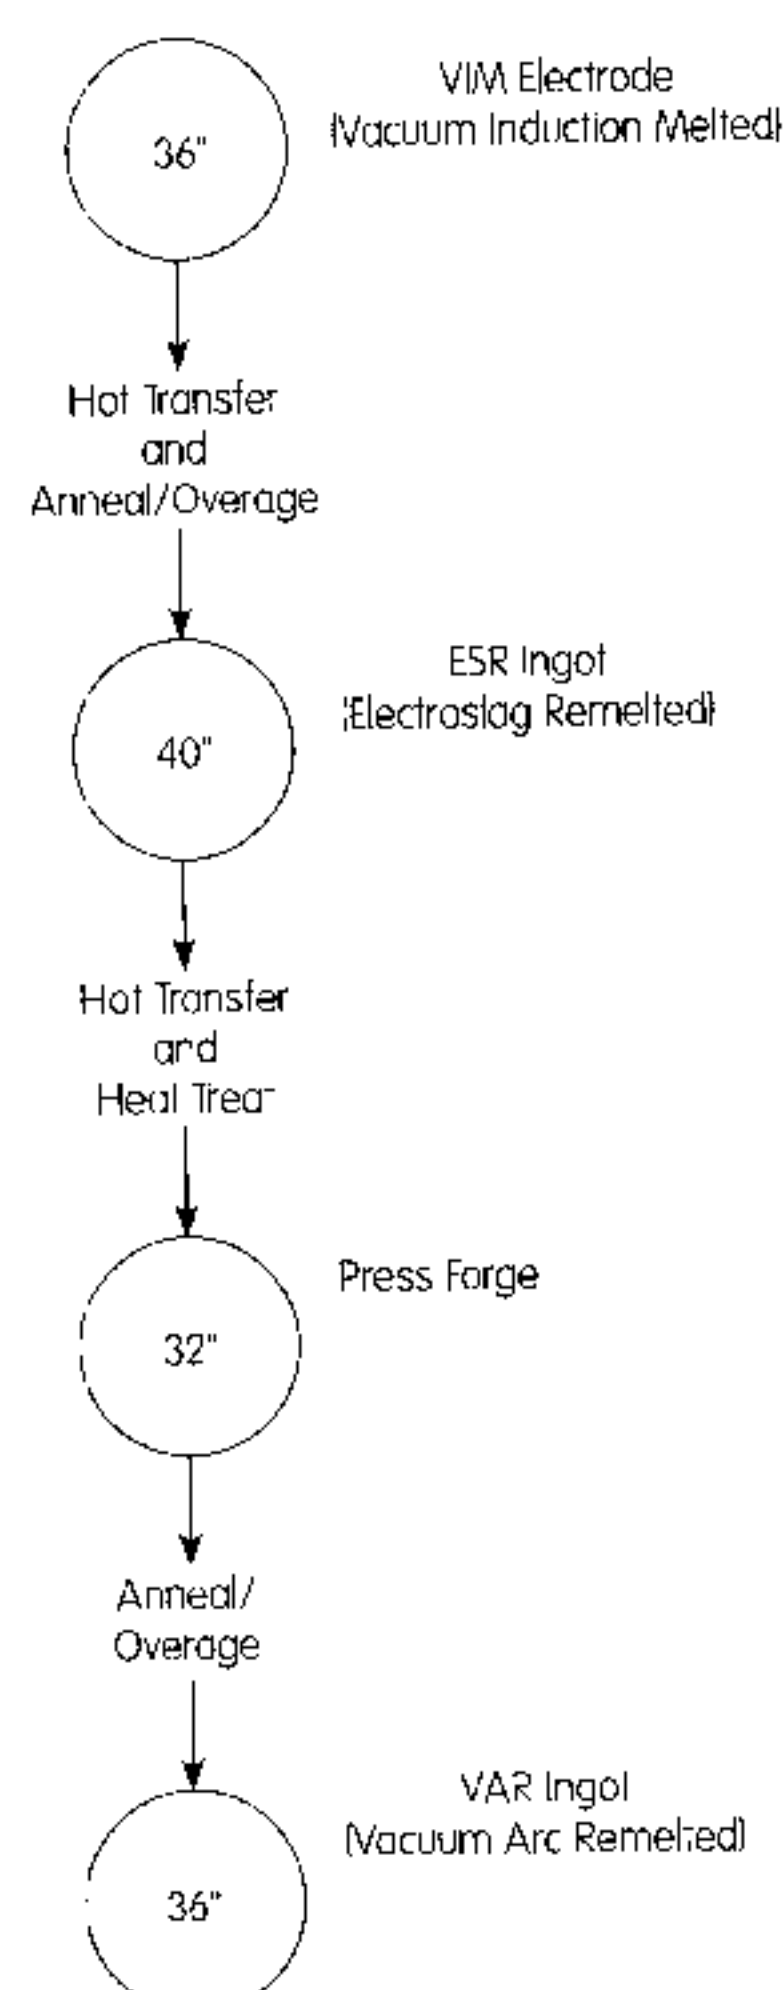 36"
VIM Electrode
(Vacuum Induction Melted)
Hot Transfer
and
Anneal/Overage
40"
ESR Ingot
(Electroslag Remelted)
Hot Transfer
and
Heat Treat
32"
Press Forge
Anneal/
Overage
36"
VAR Ingot
(Vacuum Arc Remelted)